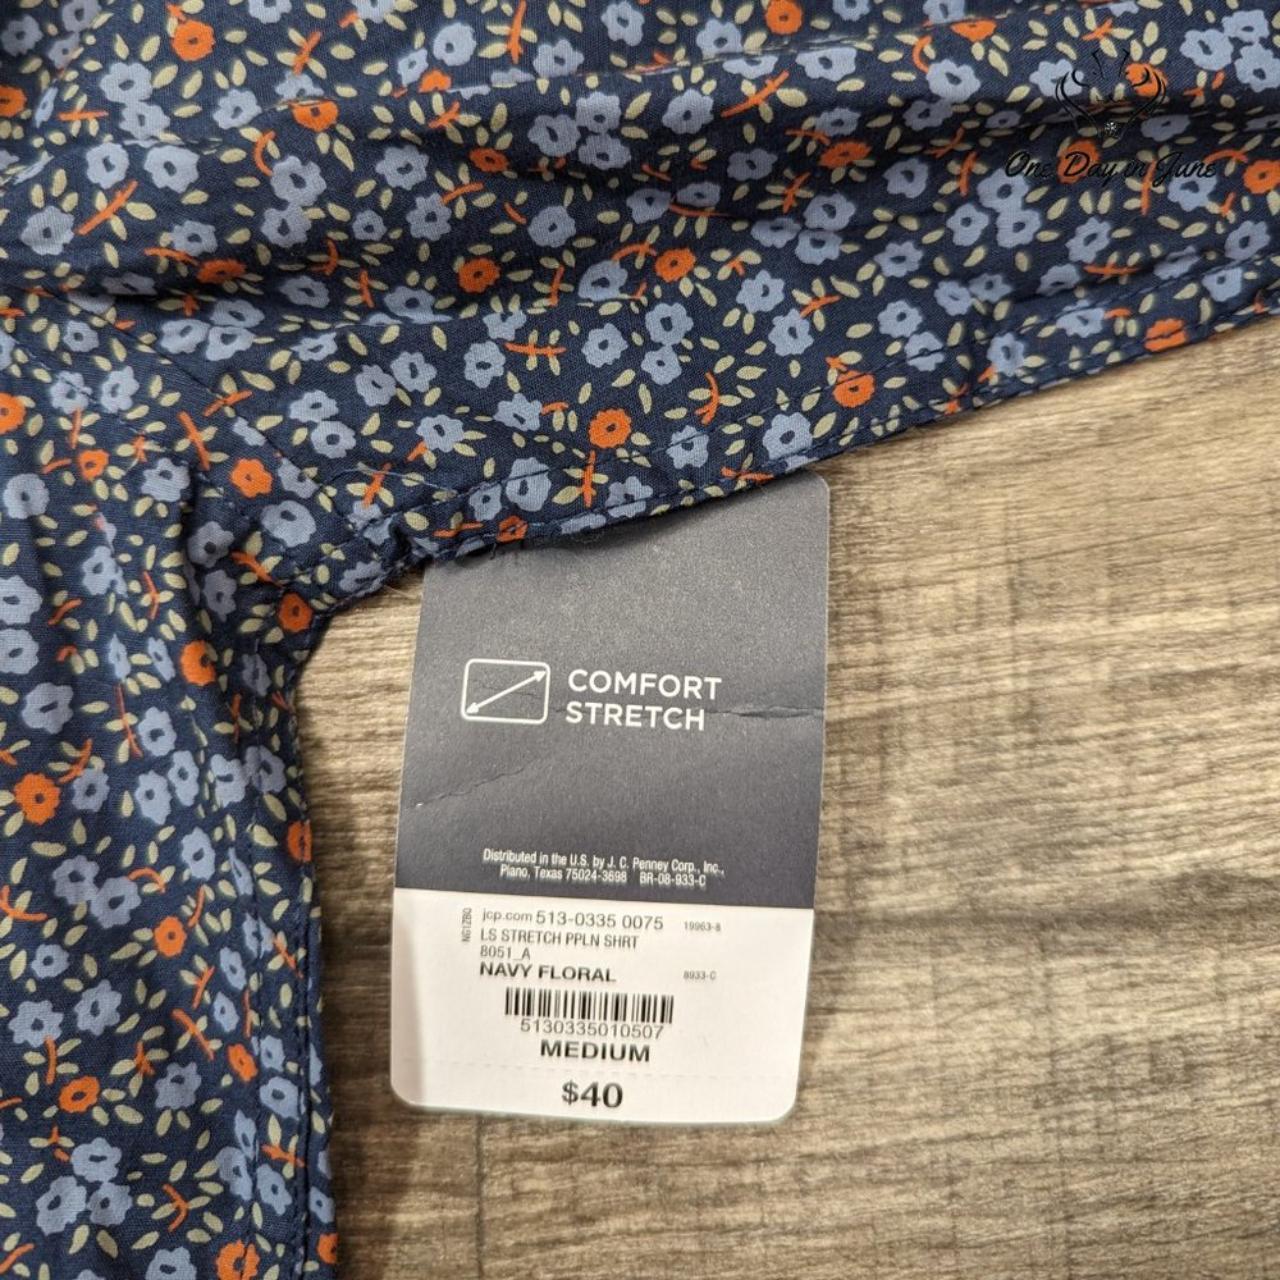 One Day in June
COMFORT
STRETCH
Distributed in the U.S. by J. C. Penney Corp., Inc.,
Plano, Texas 75024-3698 BR-08-933-C
NG1ZBQ
jcp.com 513-0335 0075 19963-8
LS STRETCH PPLN SHRT
8051_A
NAVY FLORAL 8933-C
5130335010507
MEDIUM
$40